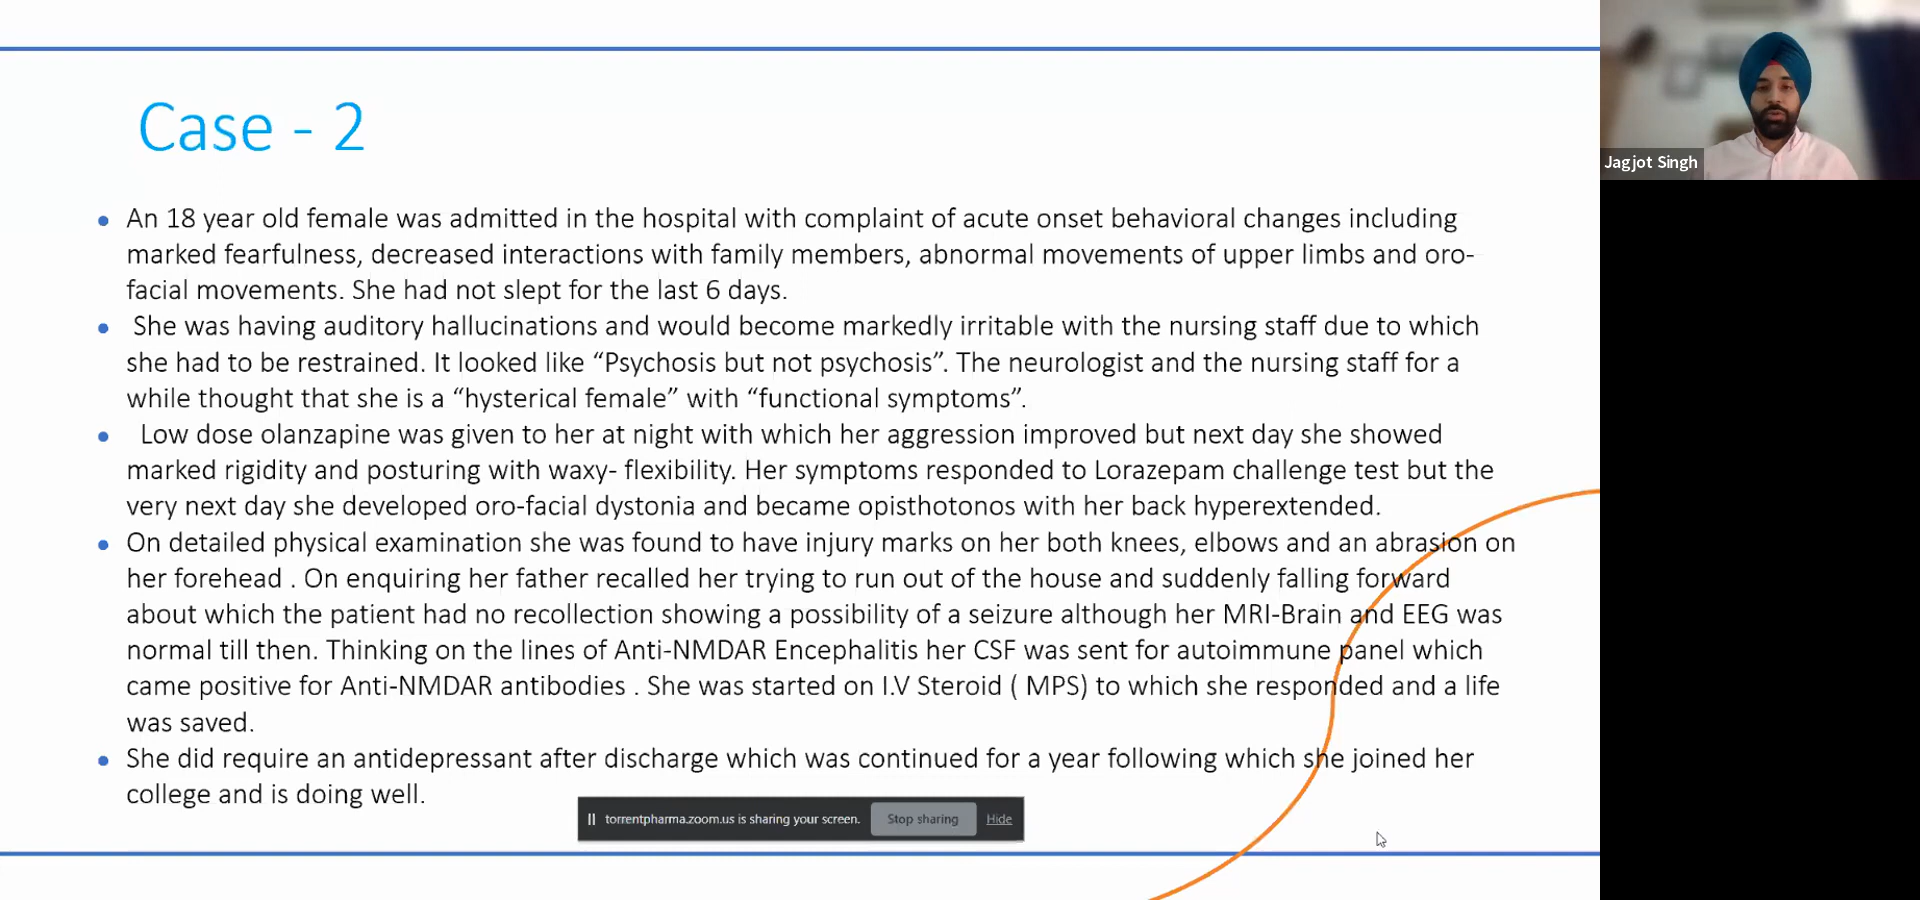 Case - 2
Jagjot Singh
An 18 year old female was admitted in the hospital with complaint of acute onset behavioral changes including
marked fearfulness, decreased interactions with family members, abnormal movements of upper limbs and oro-
facial movements. She had not slept for the last 6 days.
She was having auditory hallucinations and would become markedly irritable with the nursing staff due to which
she had to be restrained. It looked like “Psychosis but not psychosis”. The neurologist and the nursing staff for a
while thought that she is a “hysterical female” with “functional symptoms”.
Low dose olanzapine was given to her at night with which her aggression improved but next day she showed
marked rigidity and posturing with waxy- flexibility. Her symptoms responded to Lorazepam challenge test but the
very next day she developed oro-facial dystonia and became opisthotonos with her back hyperextended.
On detailed physical examination she was found to have injury marks on her both knees, elbows and an abrasion on
her forehead . On enquiring her father recalled her trying to run out of the house and suddenly falling forward
about which the patient had no recollection showing a possibility of a seizure although her MRI-Brain and EEG was
normal till then. Thinking on the lines of Anti-NMDAR Encephalitis her CSF was sent for autoimmune panel which
came positive for Anti-NMDAR antibodies . She was started on I.V Steroid ( MPS) to which she responded and a life
was saved.
She did require an antidepressant after discharge which was continued for a year following which she joined her
college and is doing well.
torrentpharma.zoom.us is sharing your screen. Stop sharing Hide